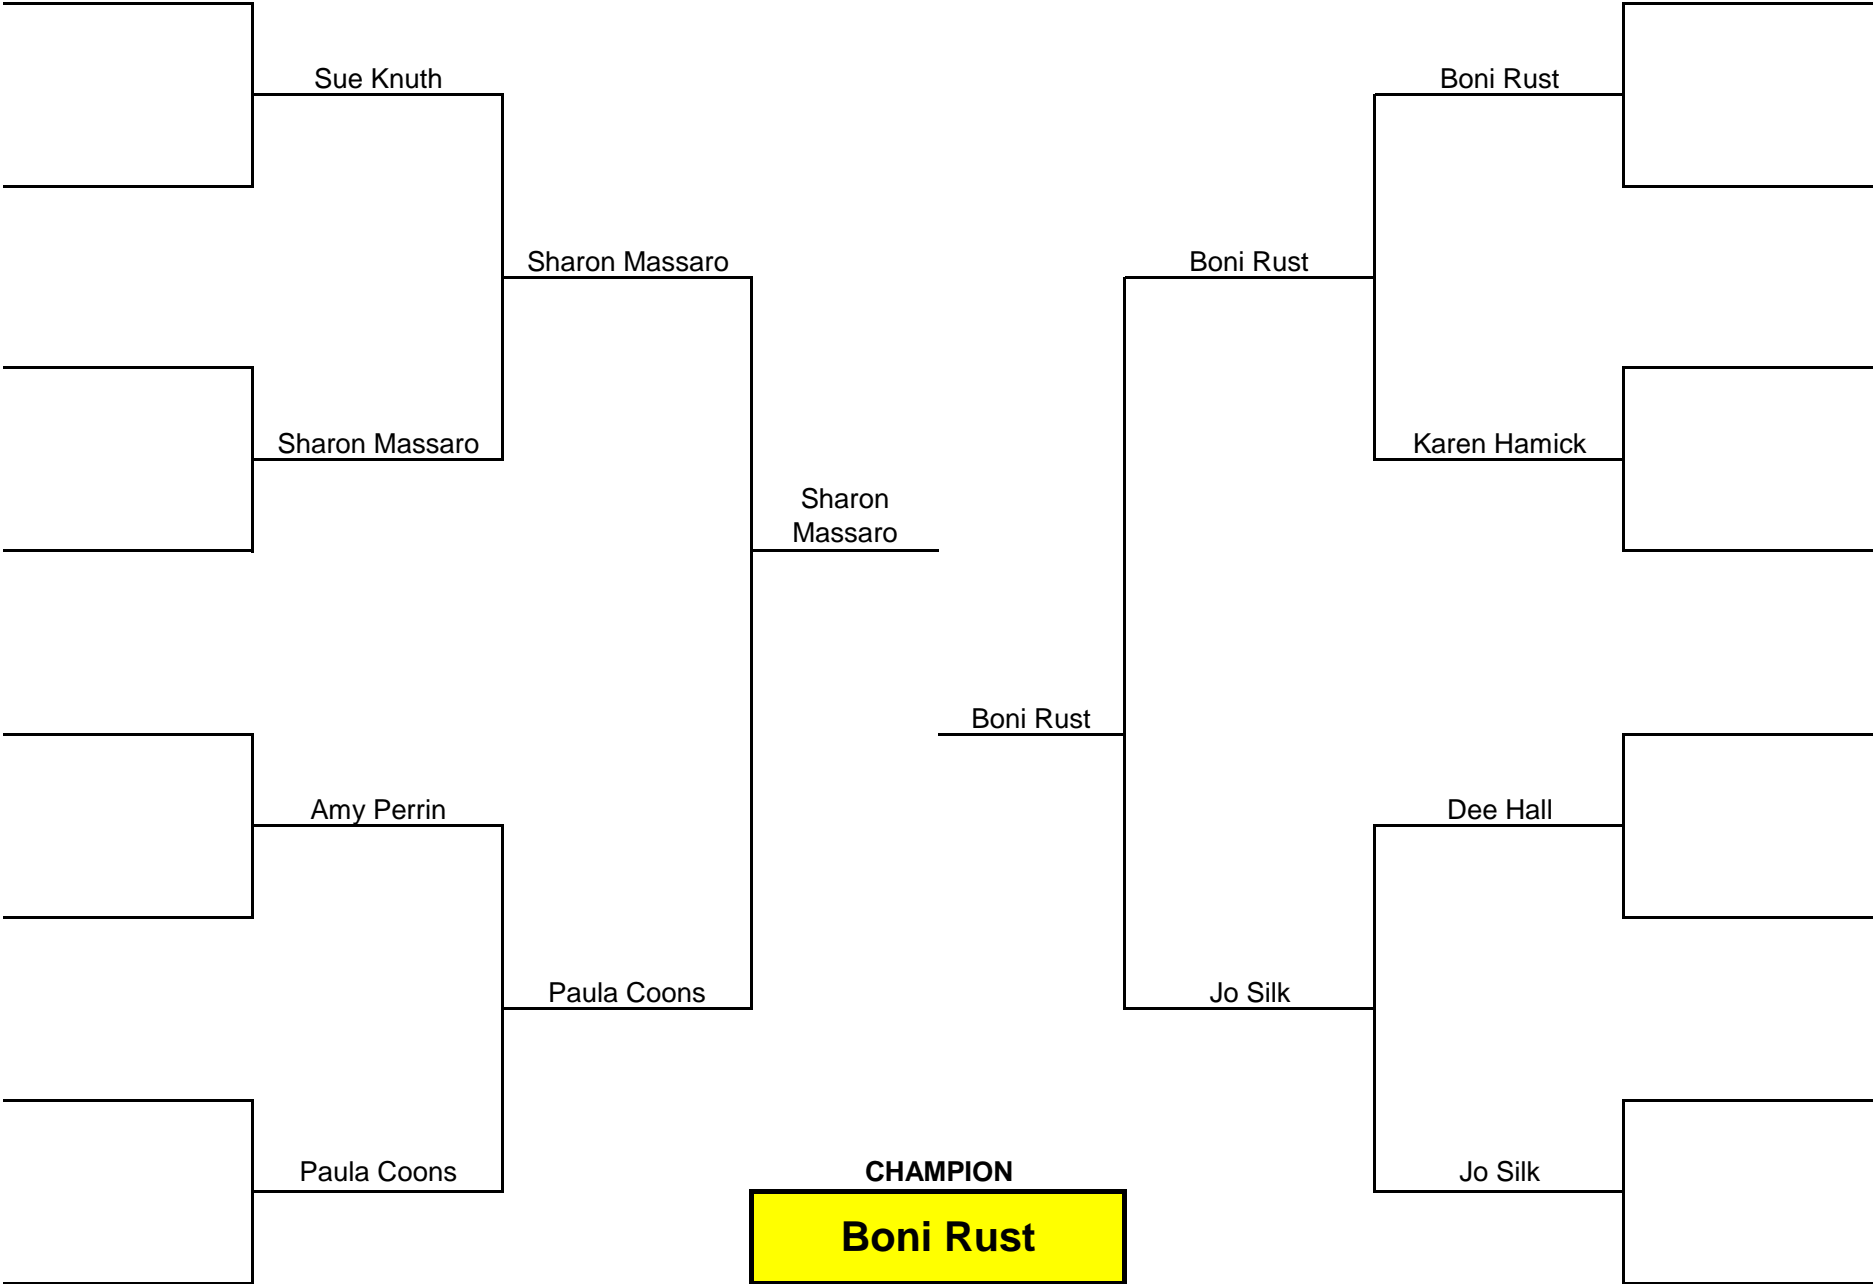 Sue Knuth
Boni Rust
Sharon Massaro
Boni Rust
Sharon Massaro
Karen Hamick
Sharon
Massaro
Boni Rust
Amy Perrin
Dee Hall
Paula Coons
Jo Silk
Paula Coons
CHAMPION
Jo Silk
Boni Rust